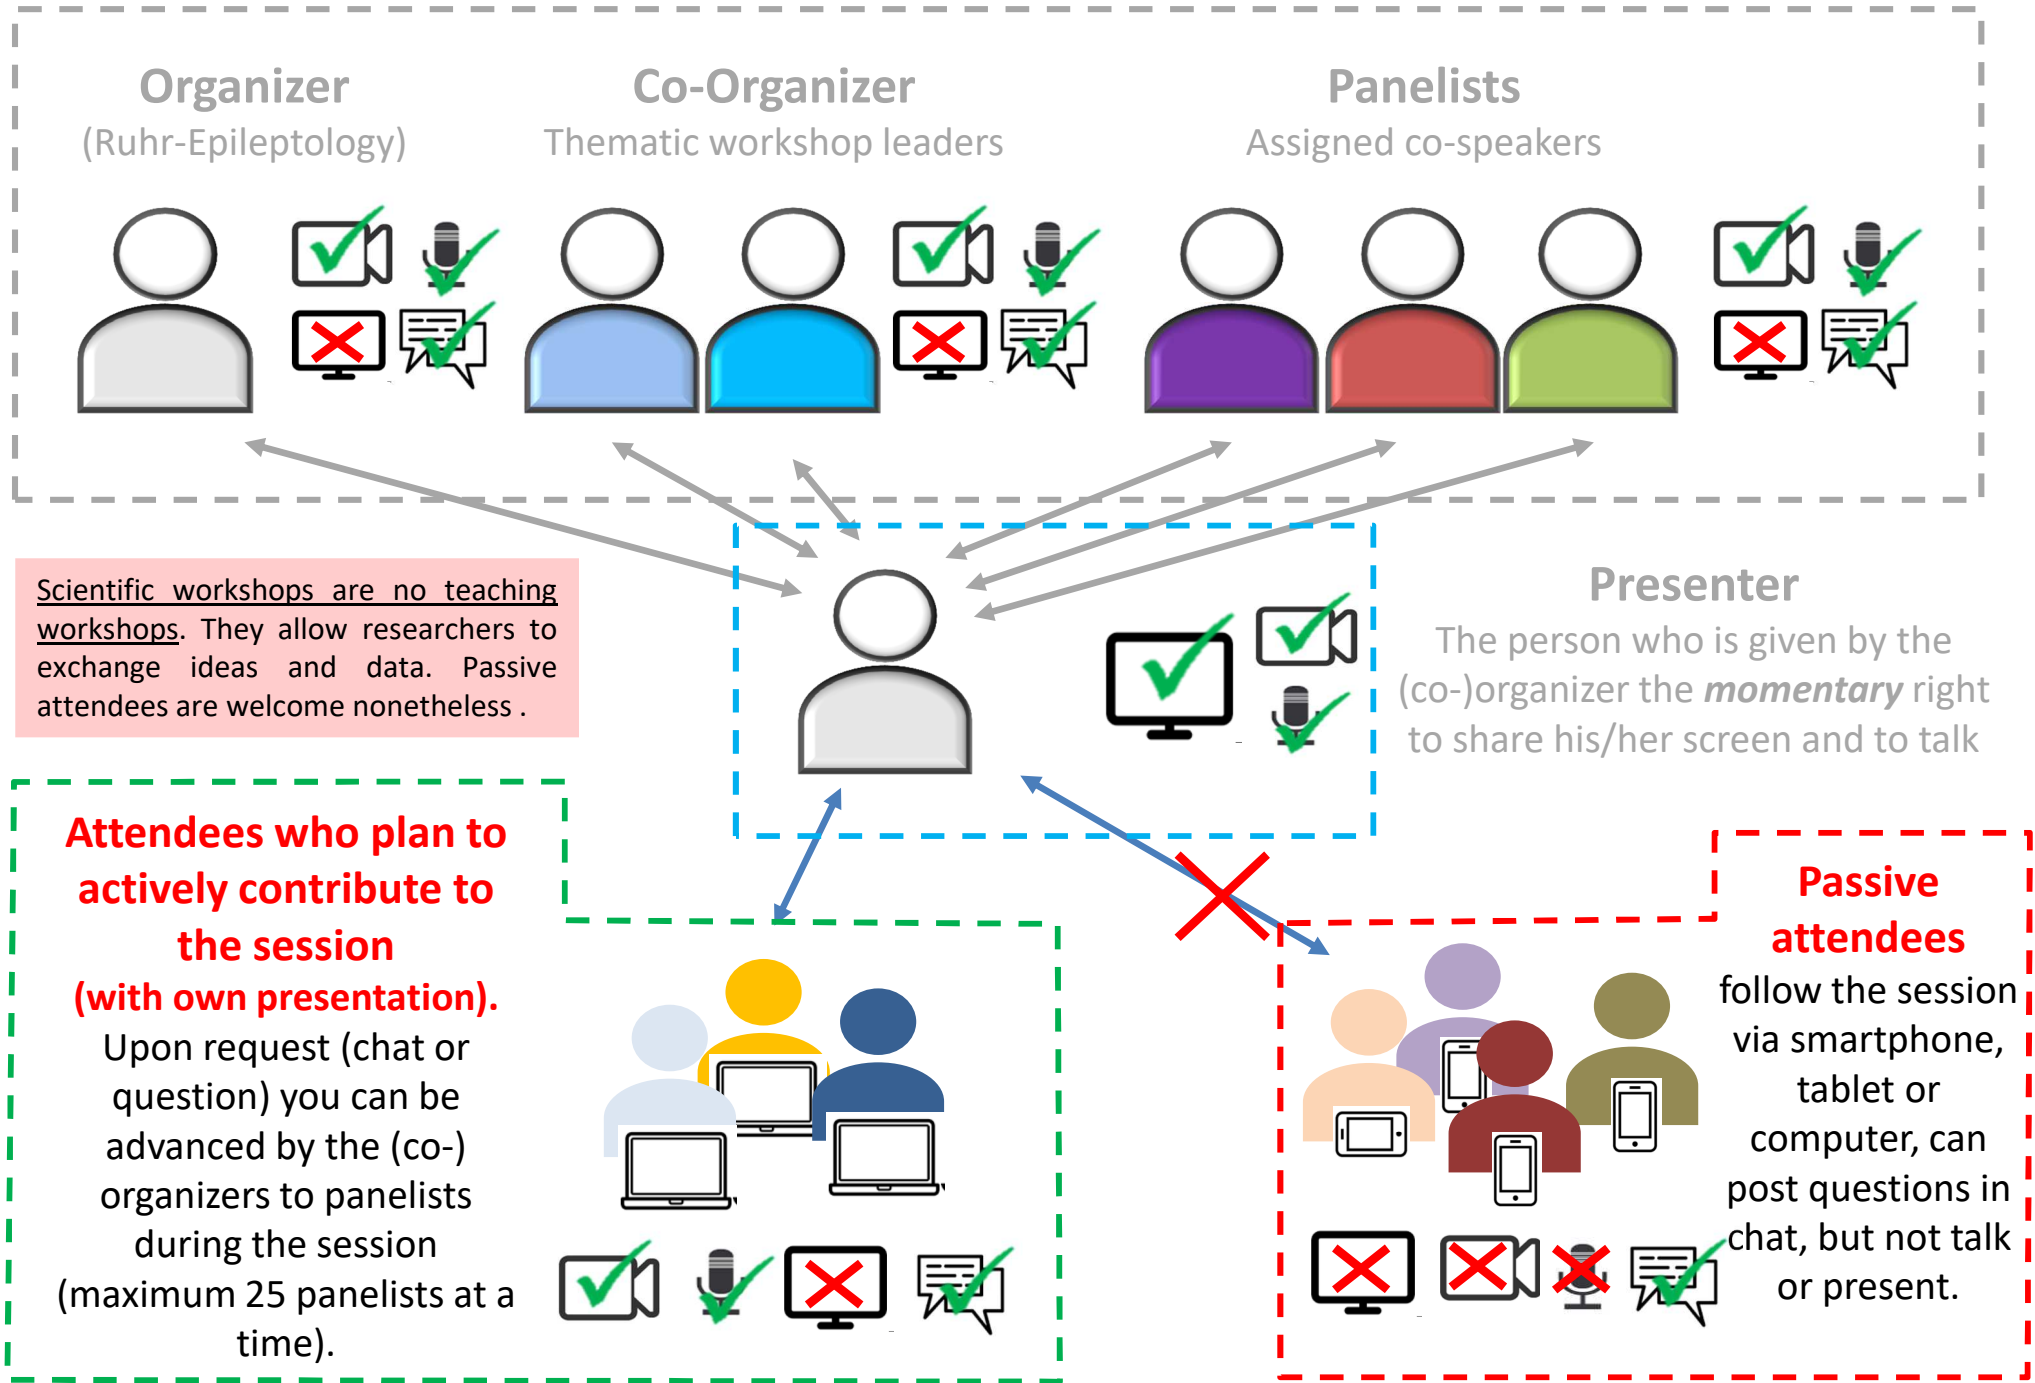 Organizer
(Ruhr-Epileptology)
Co-Organizer
Thematic workshop leaders
Panelists
Assigned co-speakers
Scientific workshops are no teaching
workshops. They allow researchers to
exchange ideas and data. Passive
attendees are welcome nonetheless .
Presenter
The person who is given by the
(co-)organizer the momentary right
to share his/her screen and to talk
Attendees who plan to
actively contribute to
the session
(with own presentation).
Upon request (chat or
question) you can be
advanced by the (co-)
organizers to panelists
during the session
(maximum 25 panelists at a
time).
Passive
attendees
follow the session
via smartphone,
tablet or
computer, can
post questions in
chat, but not talk
or present.